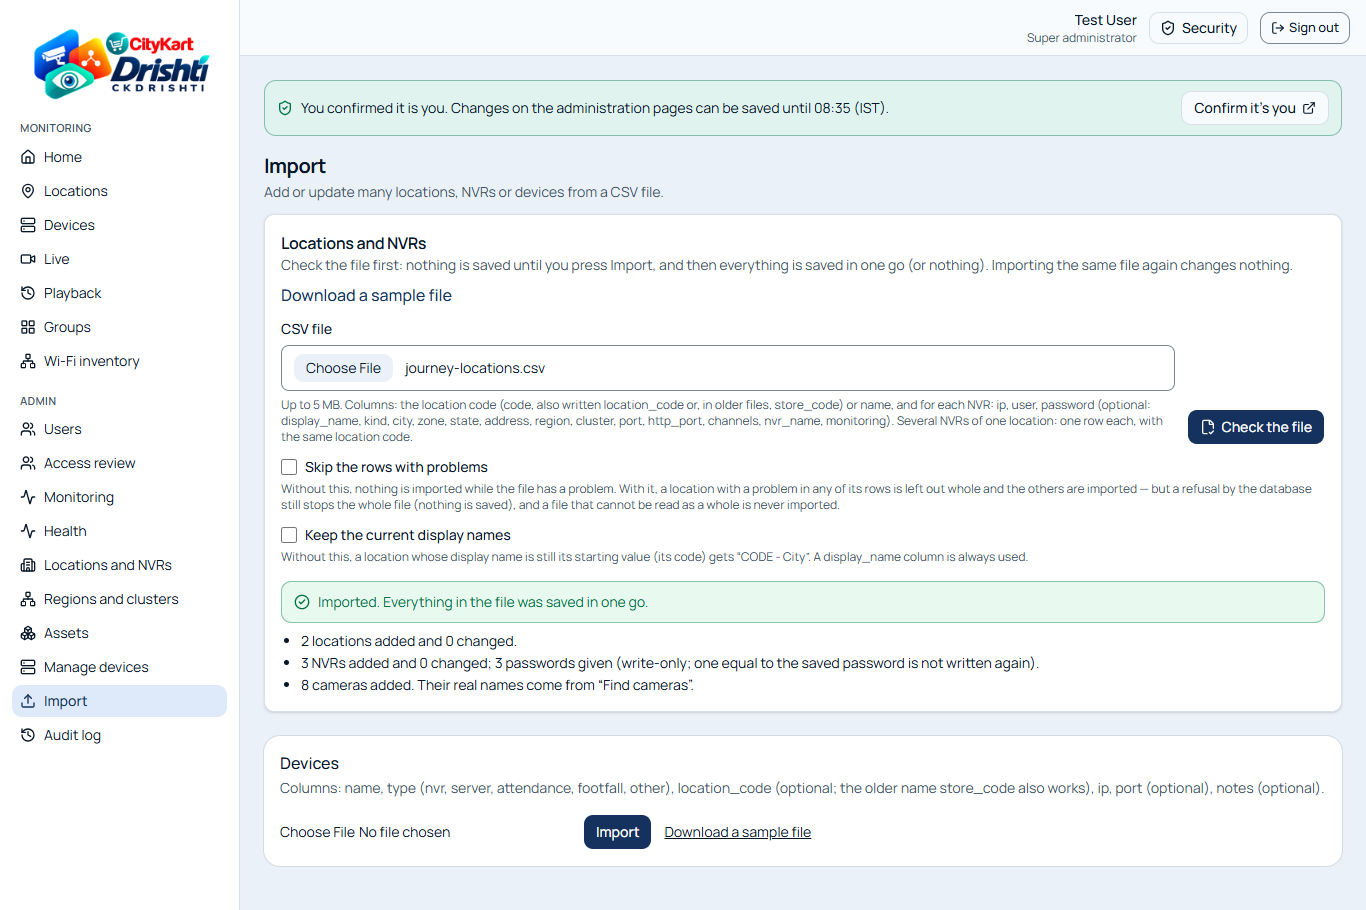 CityKart
Drishti
CKDRISHTI
MONITORING
Home
Locations
Devices
Live
Playback
Groups
Wi-Fi inventory
ADMIN
Users
Access review
Monitoring
Health
Locations and NVRs
Regions and clusters
Assets
Manage devices
Import
Audit log
Test User
Super administrator
Security
Sign out
You confirmed it is you. Changes on the administration pages can be saved until 08:35 (IST).
Confirm it's you
Import
Add or update many locations, NVRs or devices from a CSV file.
Locations and NVRs
Check the file first: nothing is saved until you press Import, and then everything is saved in one go (or nothing). Importing the same file again changes nothing.
Download a sample file
CSV file
Choose File journey-locations.csv
Up to 5 MB. Columns: the location code (code, also written location_code or, in older files, store_code) or name, and for each NVR: ip, user, password (optional:
display_name, kind, city, zone, state, address, region, cluster, port, http_port, channels, nvr_name, monitoring). Several NVRs of one location: one row each, with
the same location code.
Check the file
Skip the rows with problems
Without this, nothing is imported while the file has a problem. With it, a location with a problem in any of its rows is left out whole and the others are imported — but a refusal by the database
still stops the whole file (nothing is saved), and a file that cannot be read as a whole is never imported.
Keep the current display names
Without this, a location whose display name is still its starting value (its code) gets “CODE - City”. A display_name column is always used.
Imported. Everything in the file was saved in one go.
2 locations added and 0 changed.
3 NVRs added and 0 changed; 3 passwords given (write-only; one equal to the saved password is not written again).
8 cameras added. Their real names come from “Find cameras”.
Devices
Columns: name, type (nvr, server, attendance, footfall, other), location_code (optional; the older name store_code also works), ip, port (optional), notes (optional).
Choose File No file chosen
Import
Download a sample file